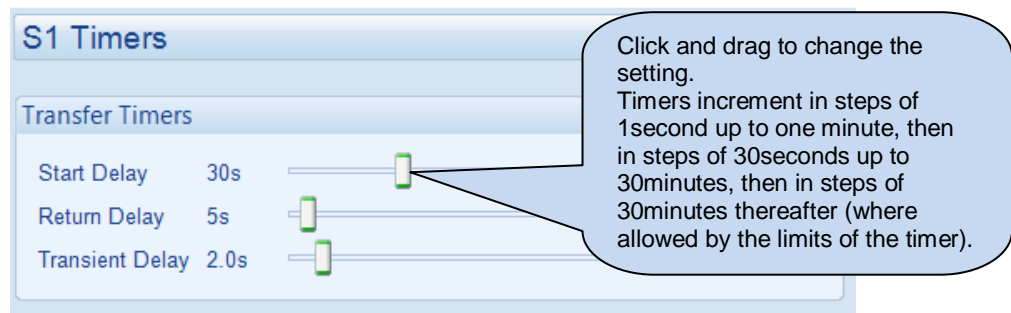 S1 Timers
Click and drag to change the
setting.
Timers increment in steps of
1second up to one minute, then
in steps of 30seconds up to
30minutes, then in steps of
30minutes thereafter (where
allowed by the limits of the timer).
Transfer Timers
Start Delay 30s
Return Delay 5s
Transient Delay 2.0s